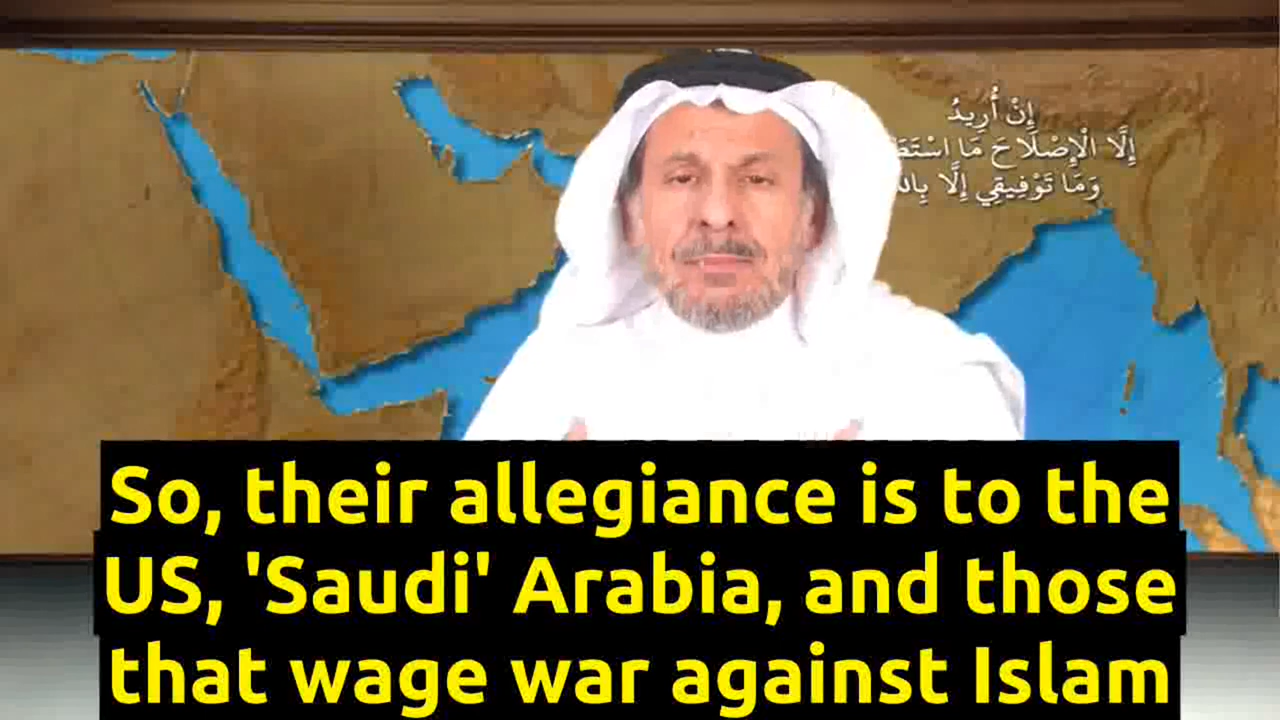 إِنْ أُرِيدُ
إِلَّا الْإِصْلَاحَ مَا
وَمَا تَوْفِيقِي إِلَّا
So, their allegiance is to the
US, 'Saudi' Arabia, and those
that wage war against Islam